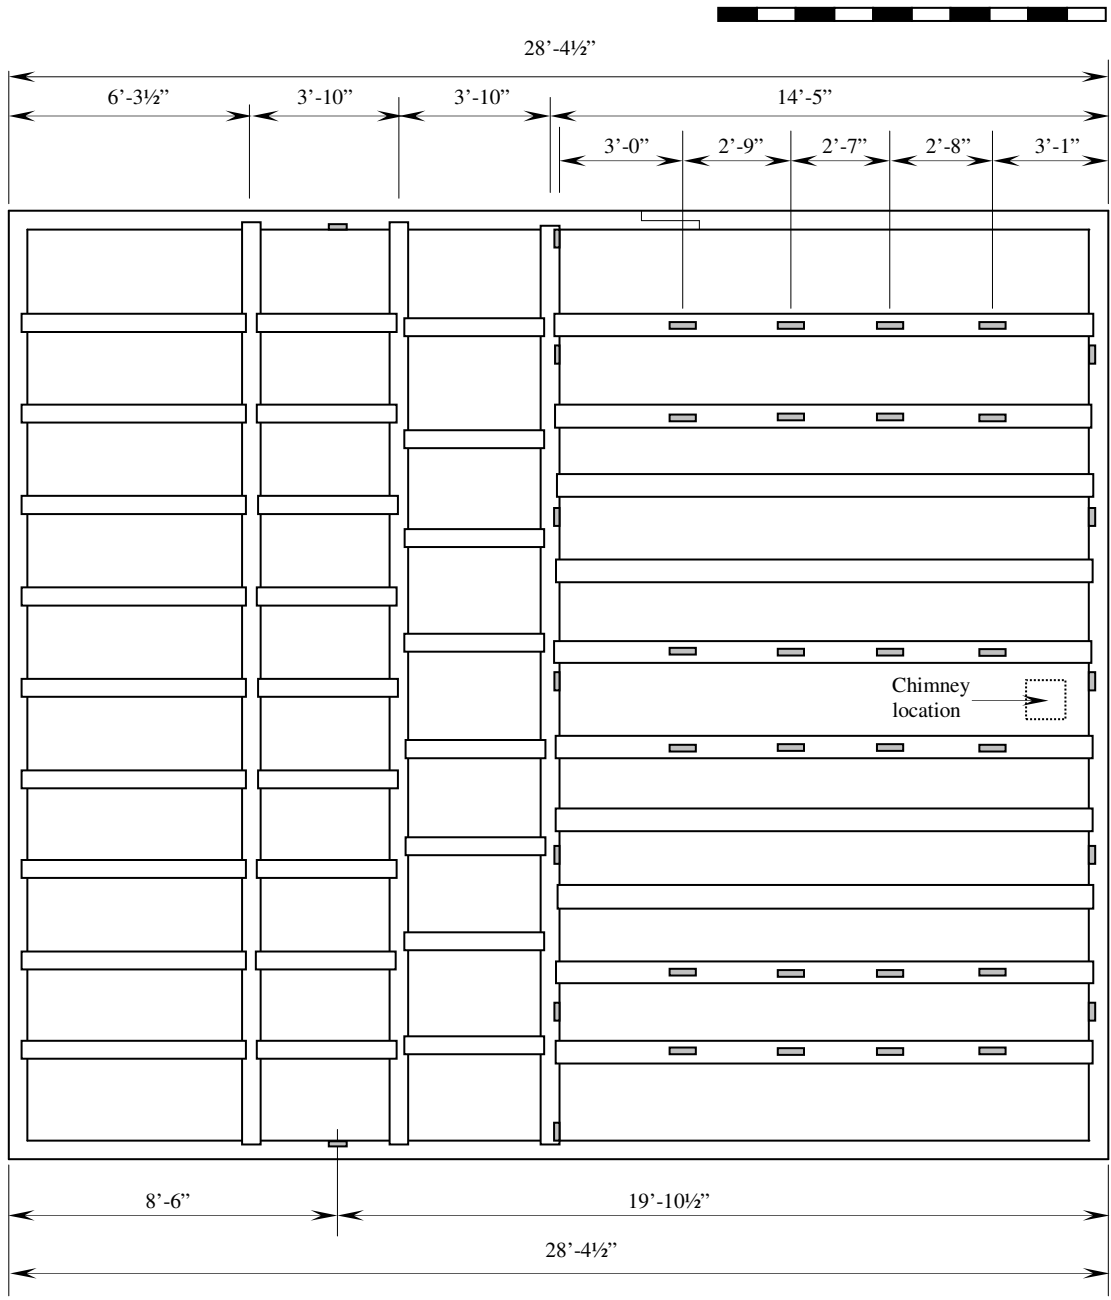 28’-4½”
6’-3½” 3’-10” 3’-10” 14’-5”
3’-0” 2’-9” 2’-7” 2’-8” 3’-1”
Chimney
location
8’-6” 19’-10½”
28’-4½”